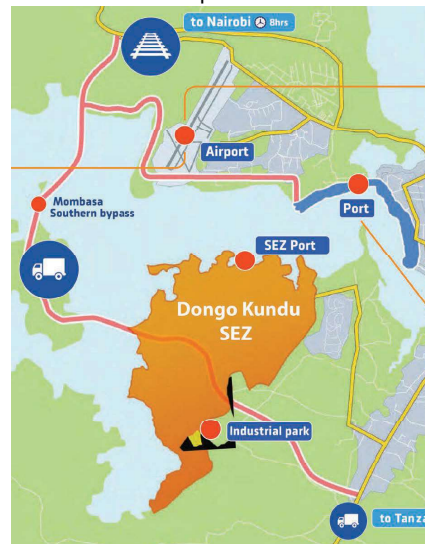 to Nairobi 8hrs
Airport
Mombasa
Southern bypass
Port
SEZ Port
Dongo Kundu
SEZ
Industrial park
to Tanza